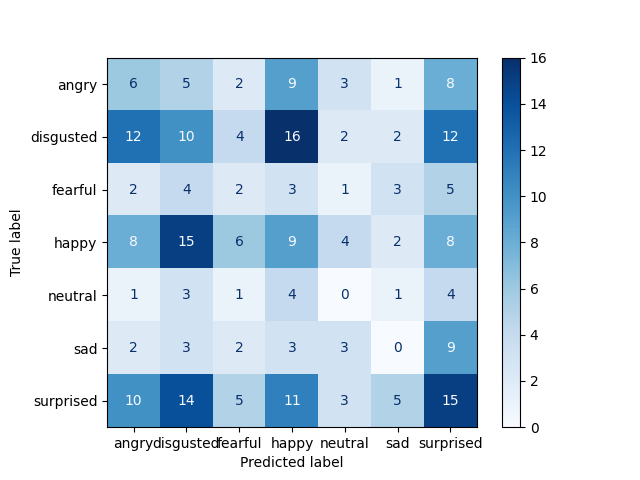 angry 6 5 2 9 3 1 8
disgusted 12 10 4 16 2 2 12
fearful 2 4 2 3 1 3 5
happy 8 15 6 9 4 2 8
neutral 1 3 1 4 0 1 4
sad 2 3 2 3 3 0 9
surprised 10 14 5 11 3 5 15
angry disgusted fearful happy neutral sad surprised
Predicted label
True label
16
14
12
10
8
6
4
2
0